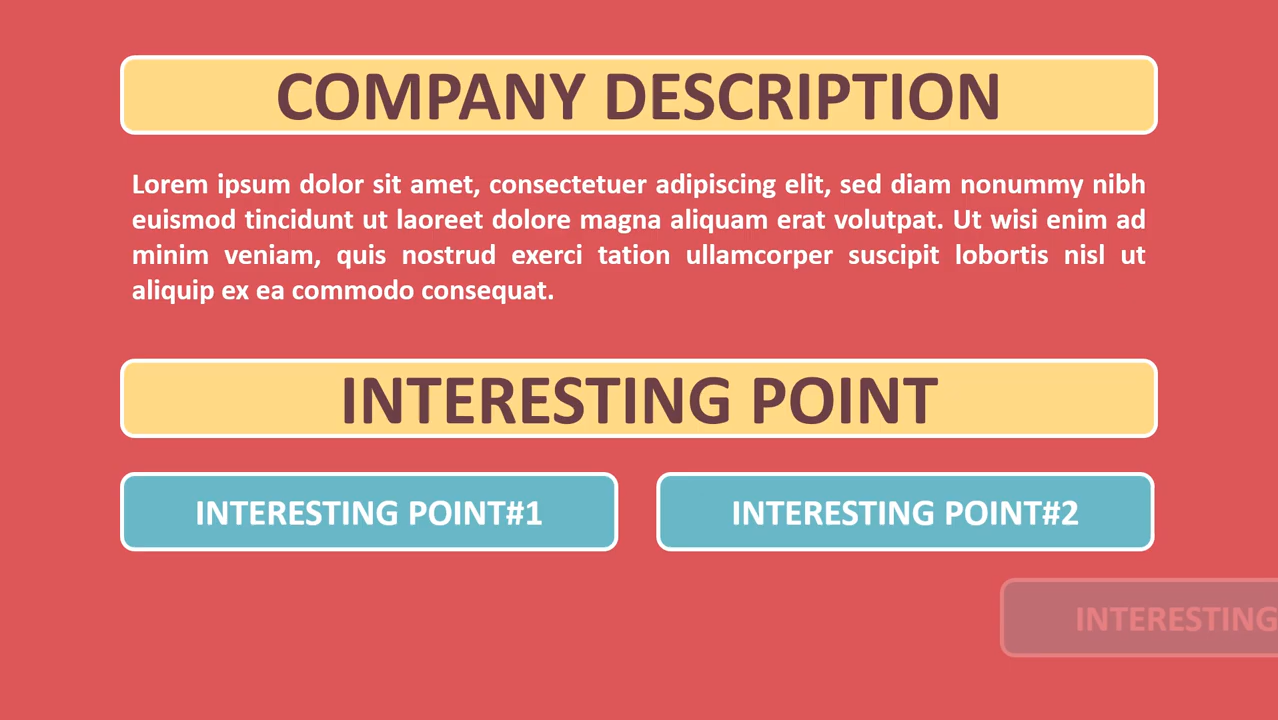 COMPANY DESCRIPTION
Lorem ipsum dolor sit amet, consectetuer adipiscing elit, sed diam nonummy nibh
euismod tincidunt ut laoreet dolore magna aliquam erat volutpat. Ut wisi enim ad
minim veniam, quis nostrud exerci tation ullamcorper suscipit lobortis nisl ut
aliquip ex ea commodo consequat.
INTERESTING POINT
INTERESTING POINT#1
INTERESTING POINT#2
INTERESTING